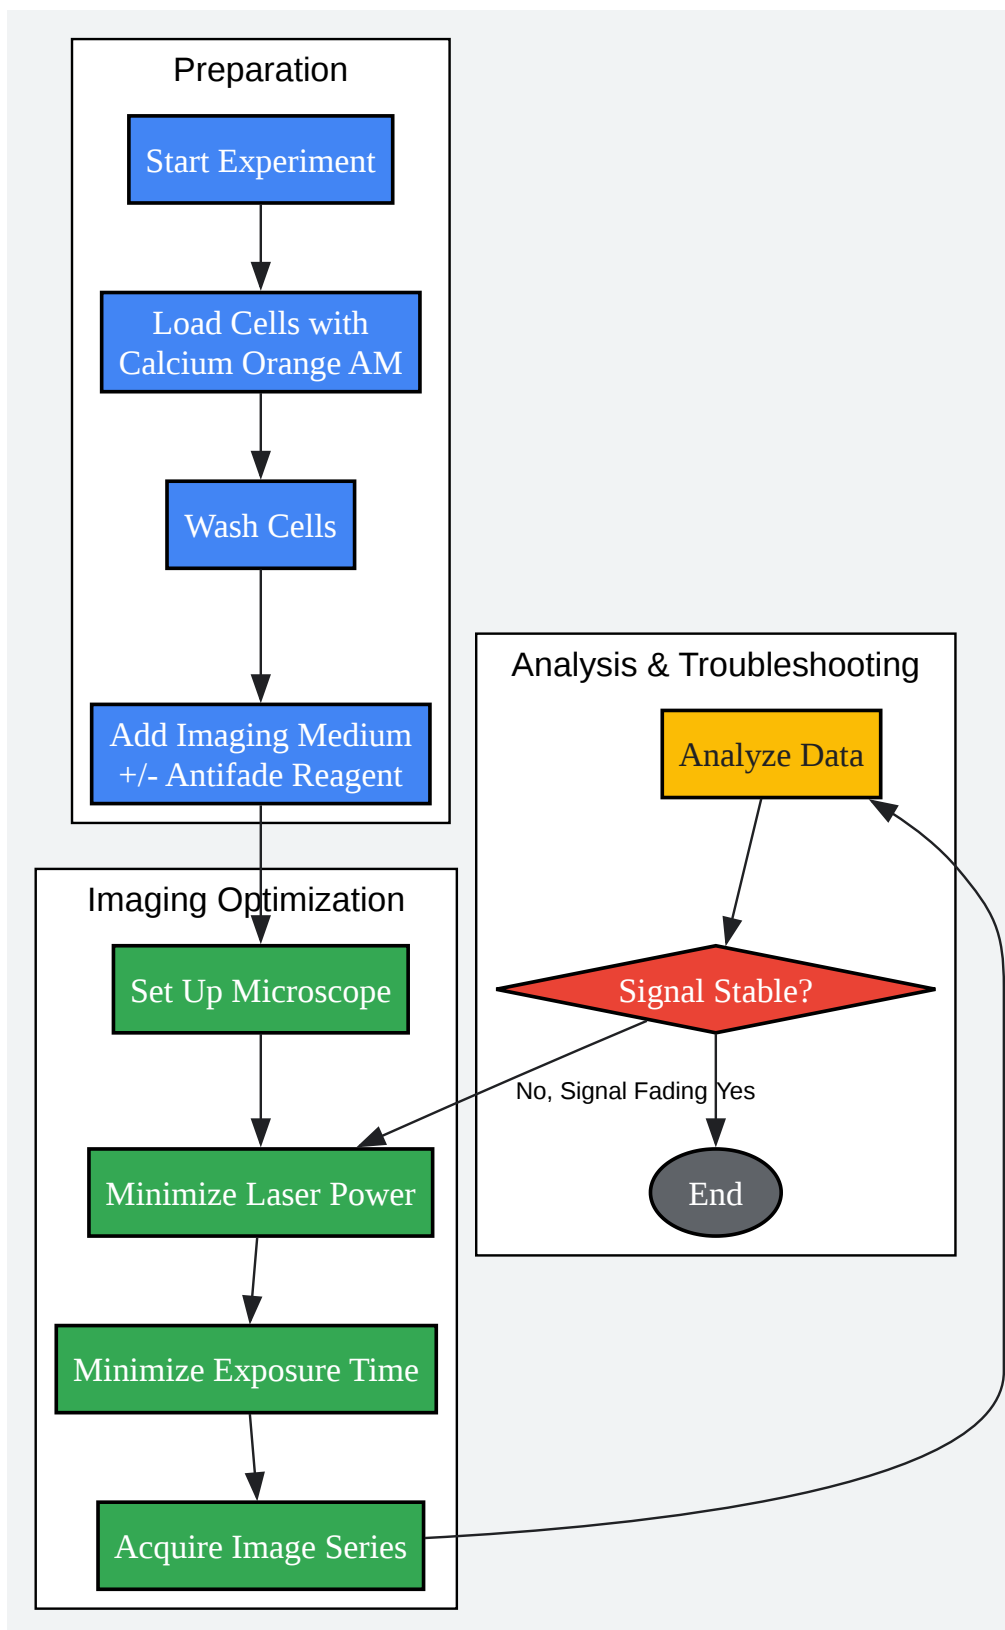 Preparation
Start Experiment
Load Cells with
Calcium Orange AM
Wash Cells
Add Imaging Medium
+/- Antifade Reagent
Imaging Optimization
Set Up Microscope
Minimize Laser Power
Minimize Exposure Time
Acquire Image Series
Analysis & Troubleshooting
Analyze Data
Signal Stable?
No, Signal Fading
Yes
End